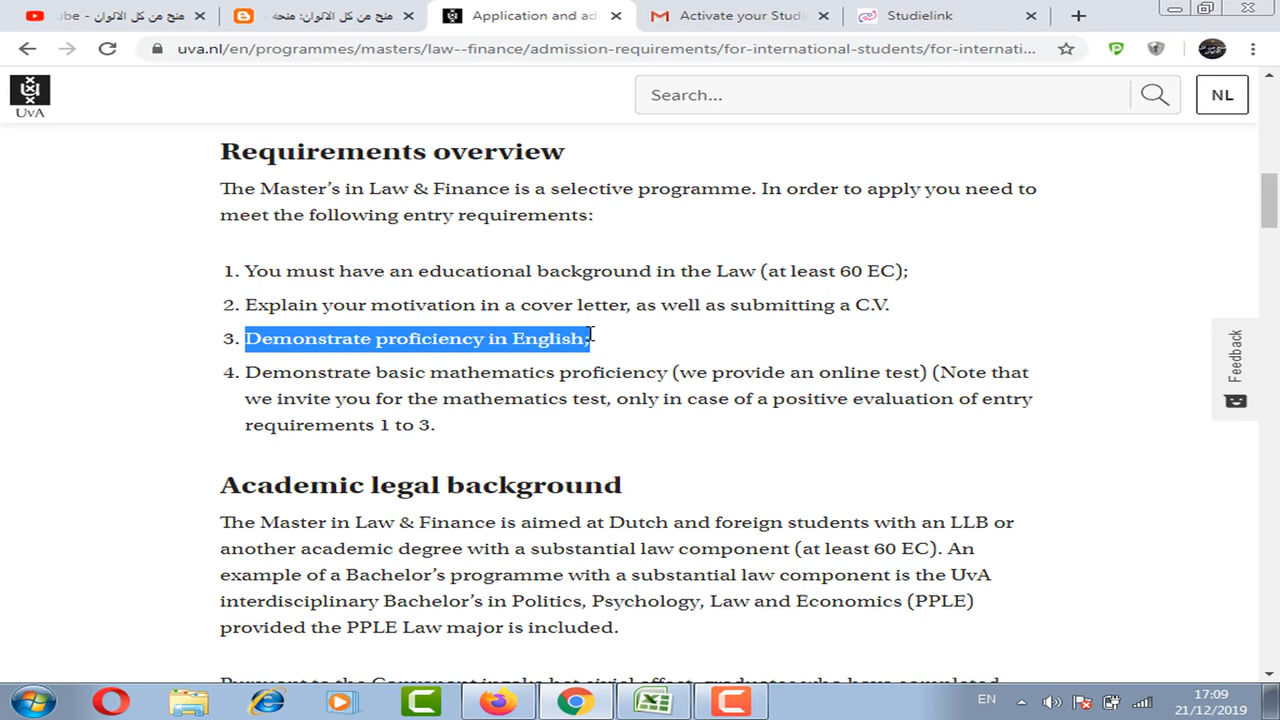 ube - منح من كل الالوان
منح من كل الالوان: منحة
Application and ad
Activate your Studi
Studielink
uva.nl/en/programmes/masters/law--finance/admission-requirements/for-international-students/for-internati...
UvA
Search...
NL
Requirements overview
The Master's in Law & Finance is a selective programme. In order to apply you need to
meet the following entry requirements:
1. You must have an educational background in the Law (at least 60 EC);
2. Explain your motivation in a cover letter, as well as submitting a C.V.
3. Demonstrate proficiency in English;
4. Demonstrate basic mathematics proficiency (we provide an online test) (Note that
we invite you for the mathematics test, only in case of a positive evaluation of entry
requirements 1 to 3.
Feedback
Academic legal background
The Master in Law & Finance is aimed at Dutch and foreign students with an LLB or
another academic degree with a substantial law component (at least 60 EC). An
example of a Bachelor's programme with a substantial law component is the UvA
interdisciplinary Bachelor's in Politics, Psychology, Law and Economics (PPLE)
provided the PPLE Law major is included.
EN
17:09
21/12/2019